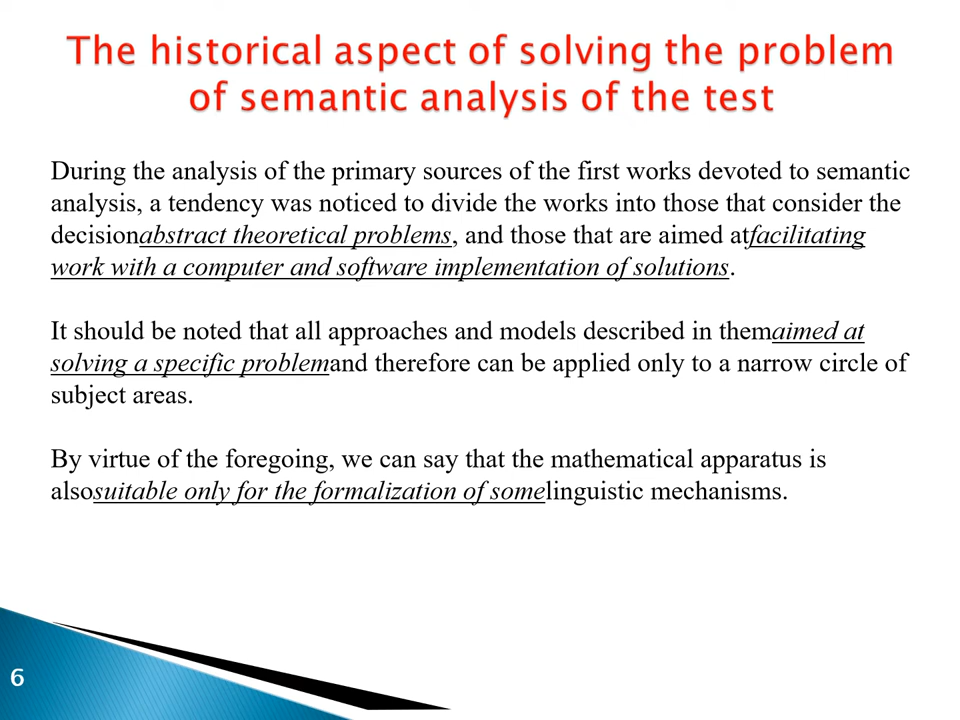 The historical aspect of solving the problem
of semantic analysis of the test
During the analysis of the primary sources of the first works devoted to semantic
analysis, a tendency was noticed to divide the works into those that consider the
decisionabstract theoretical problems, and those that are aimed atfacilitating
work with a computer and software implementation of solutions.
It should be noted that all approaches and models described in themaimed at
solving a specific problemand therefore can be applied only to a narrow circle of
subject areas.
By virtue of the foregoing, we can say that the mathematical apparatus is
alsosuitable only for the formalization of somelinguistic mechanisms.
6